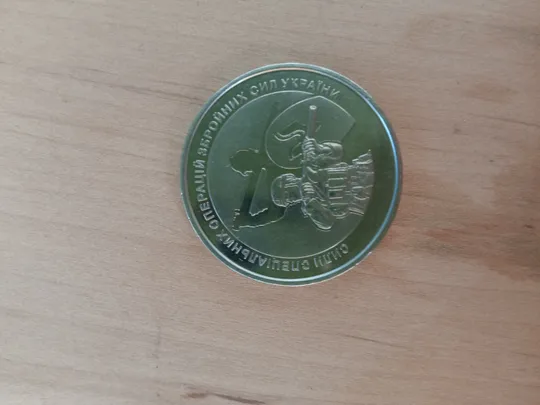 СИЛИ СПЕЦІАЛЬНИХ ОПЕРАЦІЙ ЗБРОЙНИХ СИЛ УКРАЇНИ